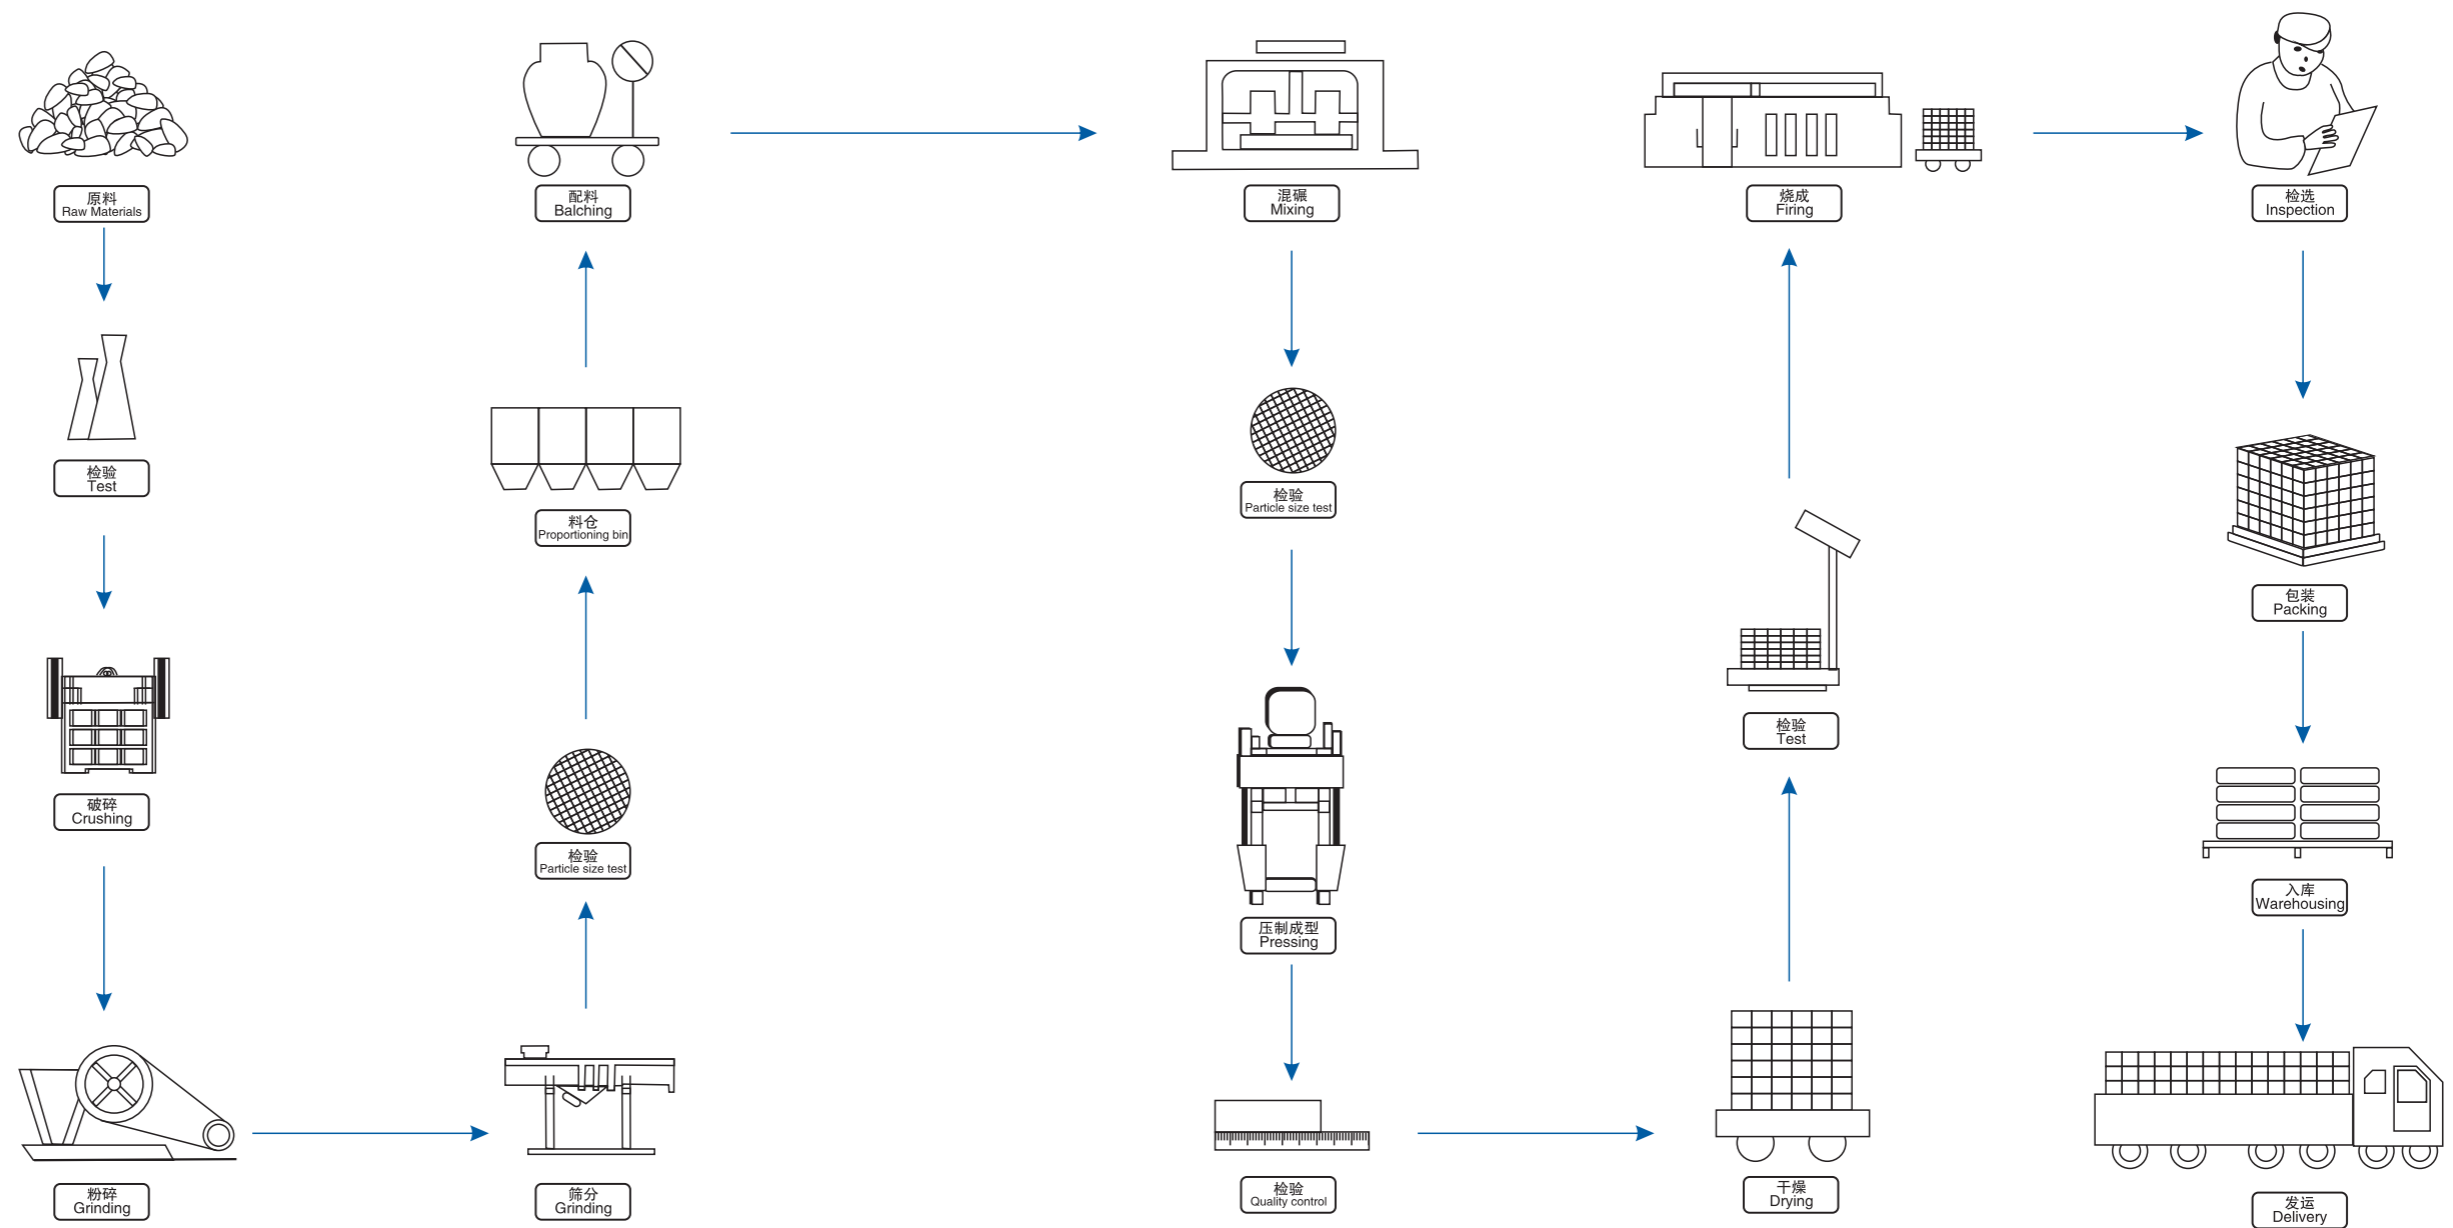 原料
Raw Materials
检验
Test
破碎
Crushing
粉碎
Grinding
筛分
Grinding
检验
Particle size test
料仓
Proportioning bin
配料
Balching
混碾
Mixing
检验
Particle size test
压制成型
Pressing
检验
Quality control
干燥
Drying
检验
Test
烧成
Firing
检选
Inspection
包装
Packing
入库
Warehousing
发运
Delivery